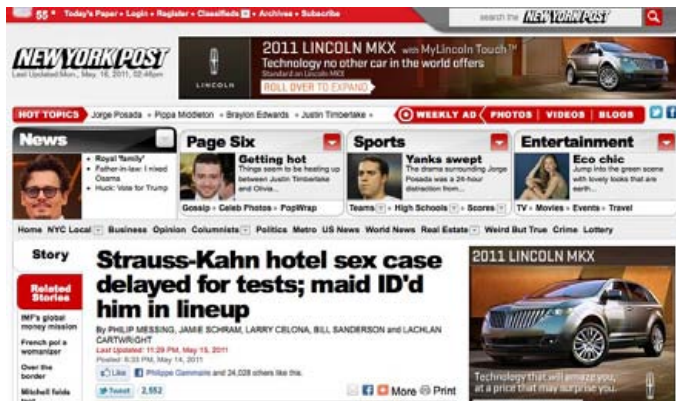 55°
Today's Paper • Login • Register • Classifieds • Archives • Subscribe
search the NEW YORK POST
NEW YORK POST
Last Updated: Mon., May. 16, 2011, 02:46pm
2011 LINCOLN MKX with MyLincoln Touch™
Technology no other car in the world offers
Standard on Lincoln MKX
ROLL OVER TO EXPAND
LINCOLN
HOT TOPICS
Jorge Posada • Pippa Middleton • Braylon Edwards • Justin Timberlake •
WEEKLY AD
PHOTOS | VIDEOS | BLOGS
News
• Royal 'family'
• Father-in-law: I nixed
Osama
• Huck: Vote for Trump
Page Six
Getting hot
Things seem to be heating up
between Justin Timberlake
and Olivia...
Gossip • Celeb Photos • PopWrap
Sports
Yanks swept
The drama surrounding Jorge
Posada was a 24-hour
distraction from...
Teams • High Schools • Scores
Entertainment
Eco chic
Jump into the green scene
with lovely looks that are
earth...
TV • Movies • Events • Travel
Home NYC Local Business Opinion Columnists Politics Metro US News World News Real Estate Weird But True Crime Lottery
Story
Related
Stories
IMF's global
money mission
French pol a
womanizer
Over the
border
Mitchell folds
Strauss-Kahn hotel sex case
delayed for tests; maid ID'd
him in lineup
By PHILIP MESSING, JAMIE SCHRAM, LARRY CELONA, BILL SANDERSON and LACHLAN
CARTWRIGHT
Last Updated: 11:29 PM, May 15, 2011
Posted: 6:33 PM, May 14, 2011
Like
Philippe Gammaire and 24,028 others like this.
Tweet 2,552
More Print
2011 LINCOLN MKX
Technology that will amaze you,
at a price that may surprise you.